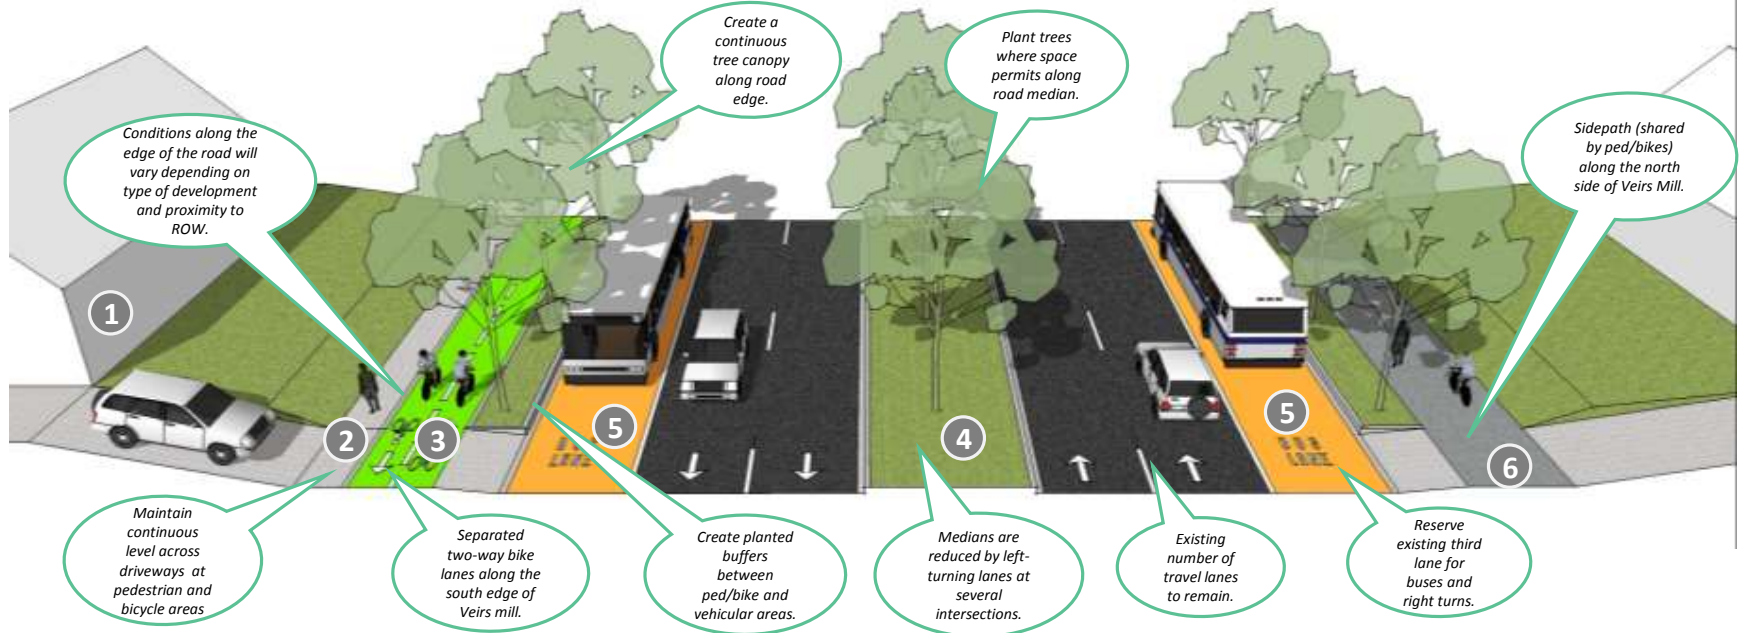 Create a
continuous
tree canopy
along road
edge.
Plant trees
where space
permits along
road median.
Conditions along the
edge of the road will
vary depending on
type of development
and proximity to
ROW.
Sidepath (shared
by ped/bikes)
along the north
side of Veirs Mill.
1
2
3
5
4
5
6
BUS
LANE
BUS
LANE
Maintain
continuous
level across
driveways at
pedestrian and
bicycle areas
Separated
two-way bike
lanes along the
south edge of
Veirs mill.
Create planted
buffers
between
ped/bike and
vehicular areas.
Medians are
reduced by left-
turning lanes at
several
intersections.
Existing
number of
travel lanes
to remain.
Reserve
existing third
lane for
buses and
right turns.